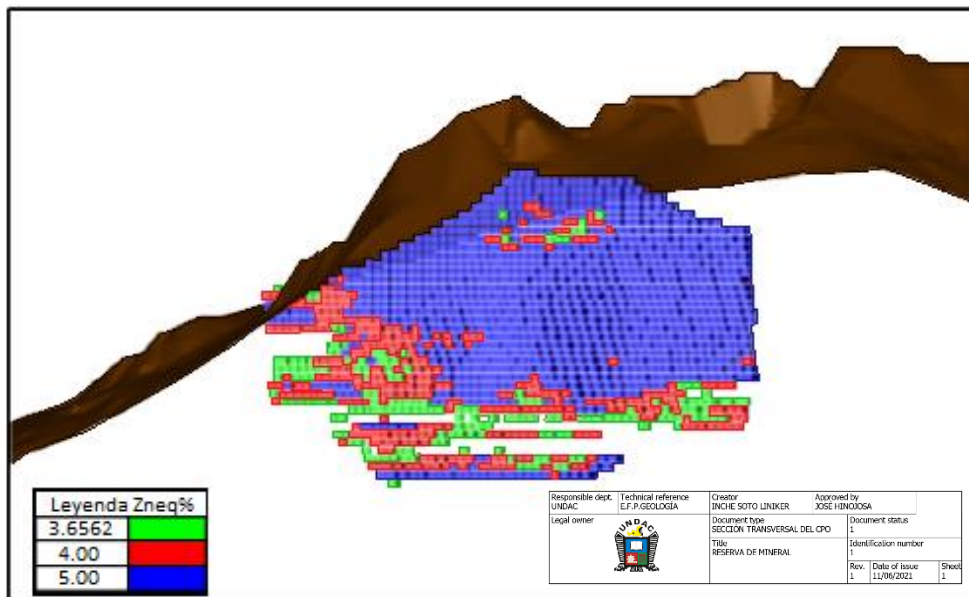 Leyenda Zneq%
3.6562
4.00
5.00
Responsible dept. Technical reference Creator Approved by
UNDAC E.F.P.GEOLOGIA INCHE SOTO LINIKER JOSE HINOJOSA
Legal owner Document type Document status
SECCION TRANSVERSAL DEL CPO 1
UNDAC
Title Identification number
RESERVA DE MINERAL 1
Rev. Date of issue Sheet
1 11/06/2021 1